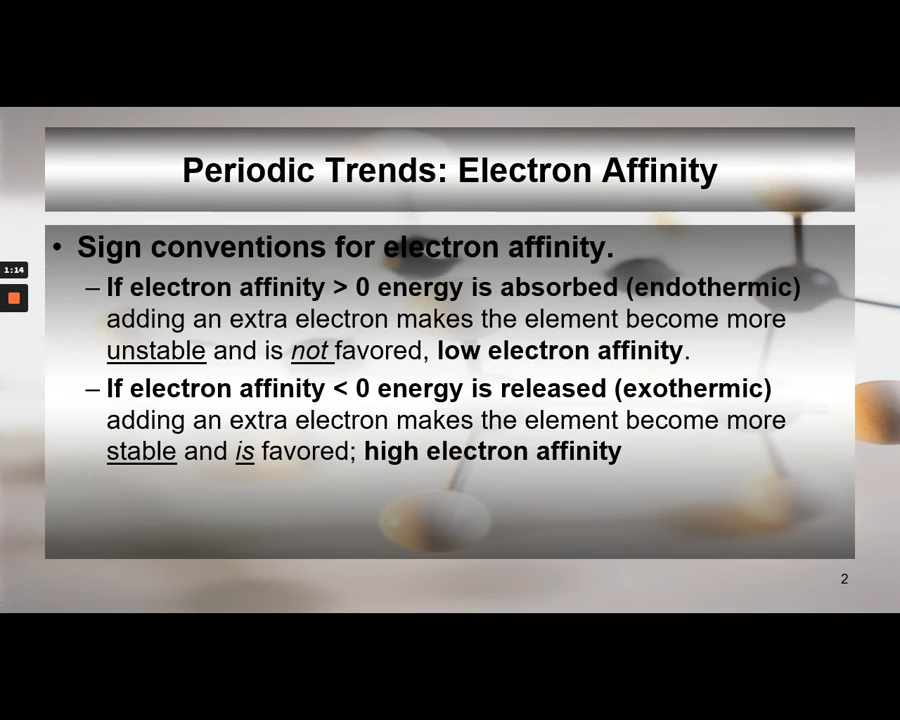 Periodic Trends: Electron Affinity
• Sign conventions for electron affinity.
1:14
– If electron affinity > 0 energy is absorbed (endothermic)
adding an extra electron makes the element become more
unstable and is not favored, low electron affinity.
– If electron affinity < 0 energy is released (exothermic)
adding an extra electron makes the element become more
stable and is favored; high electron affinity
2